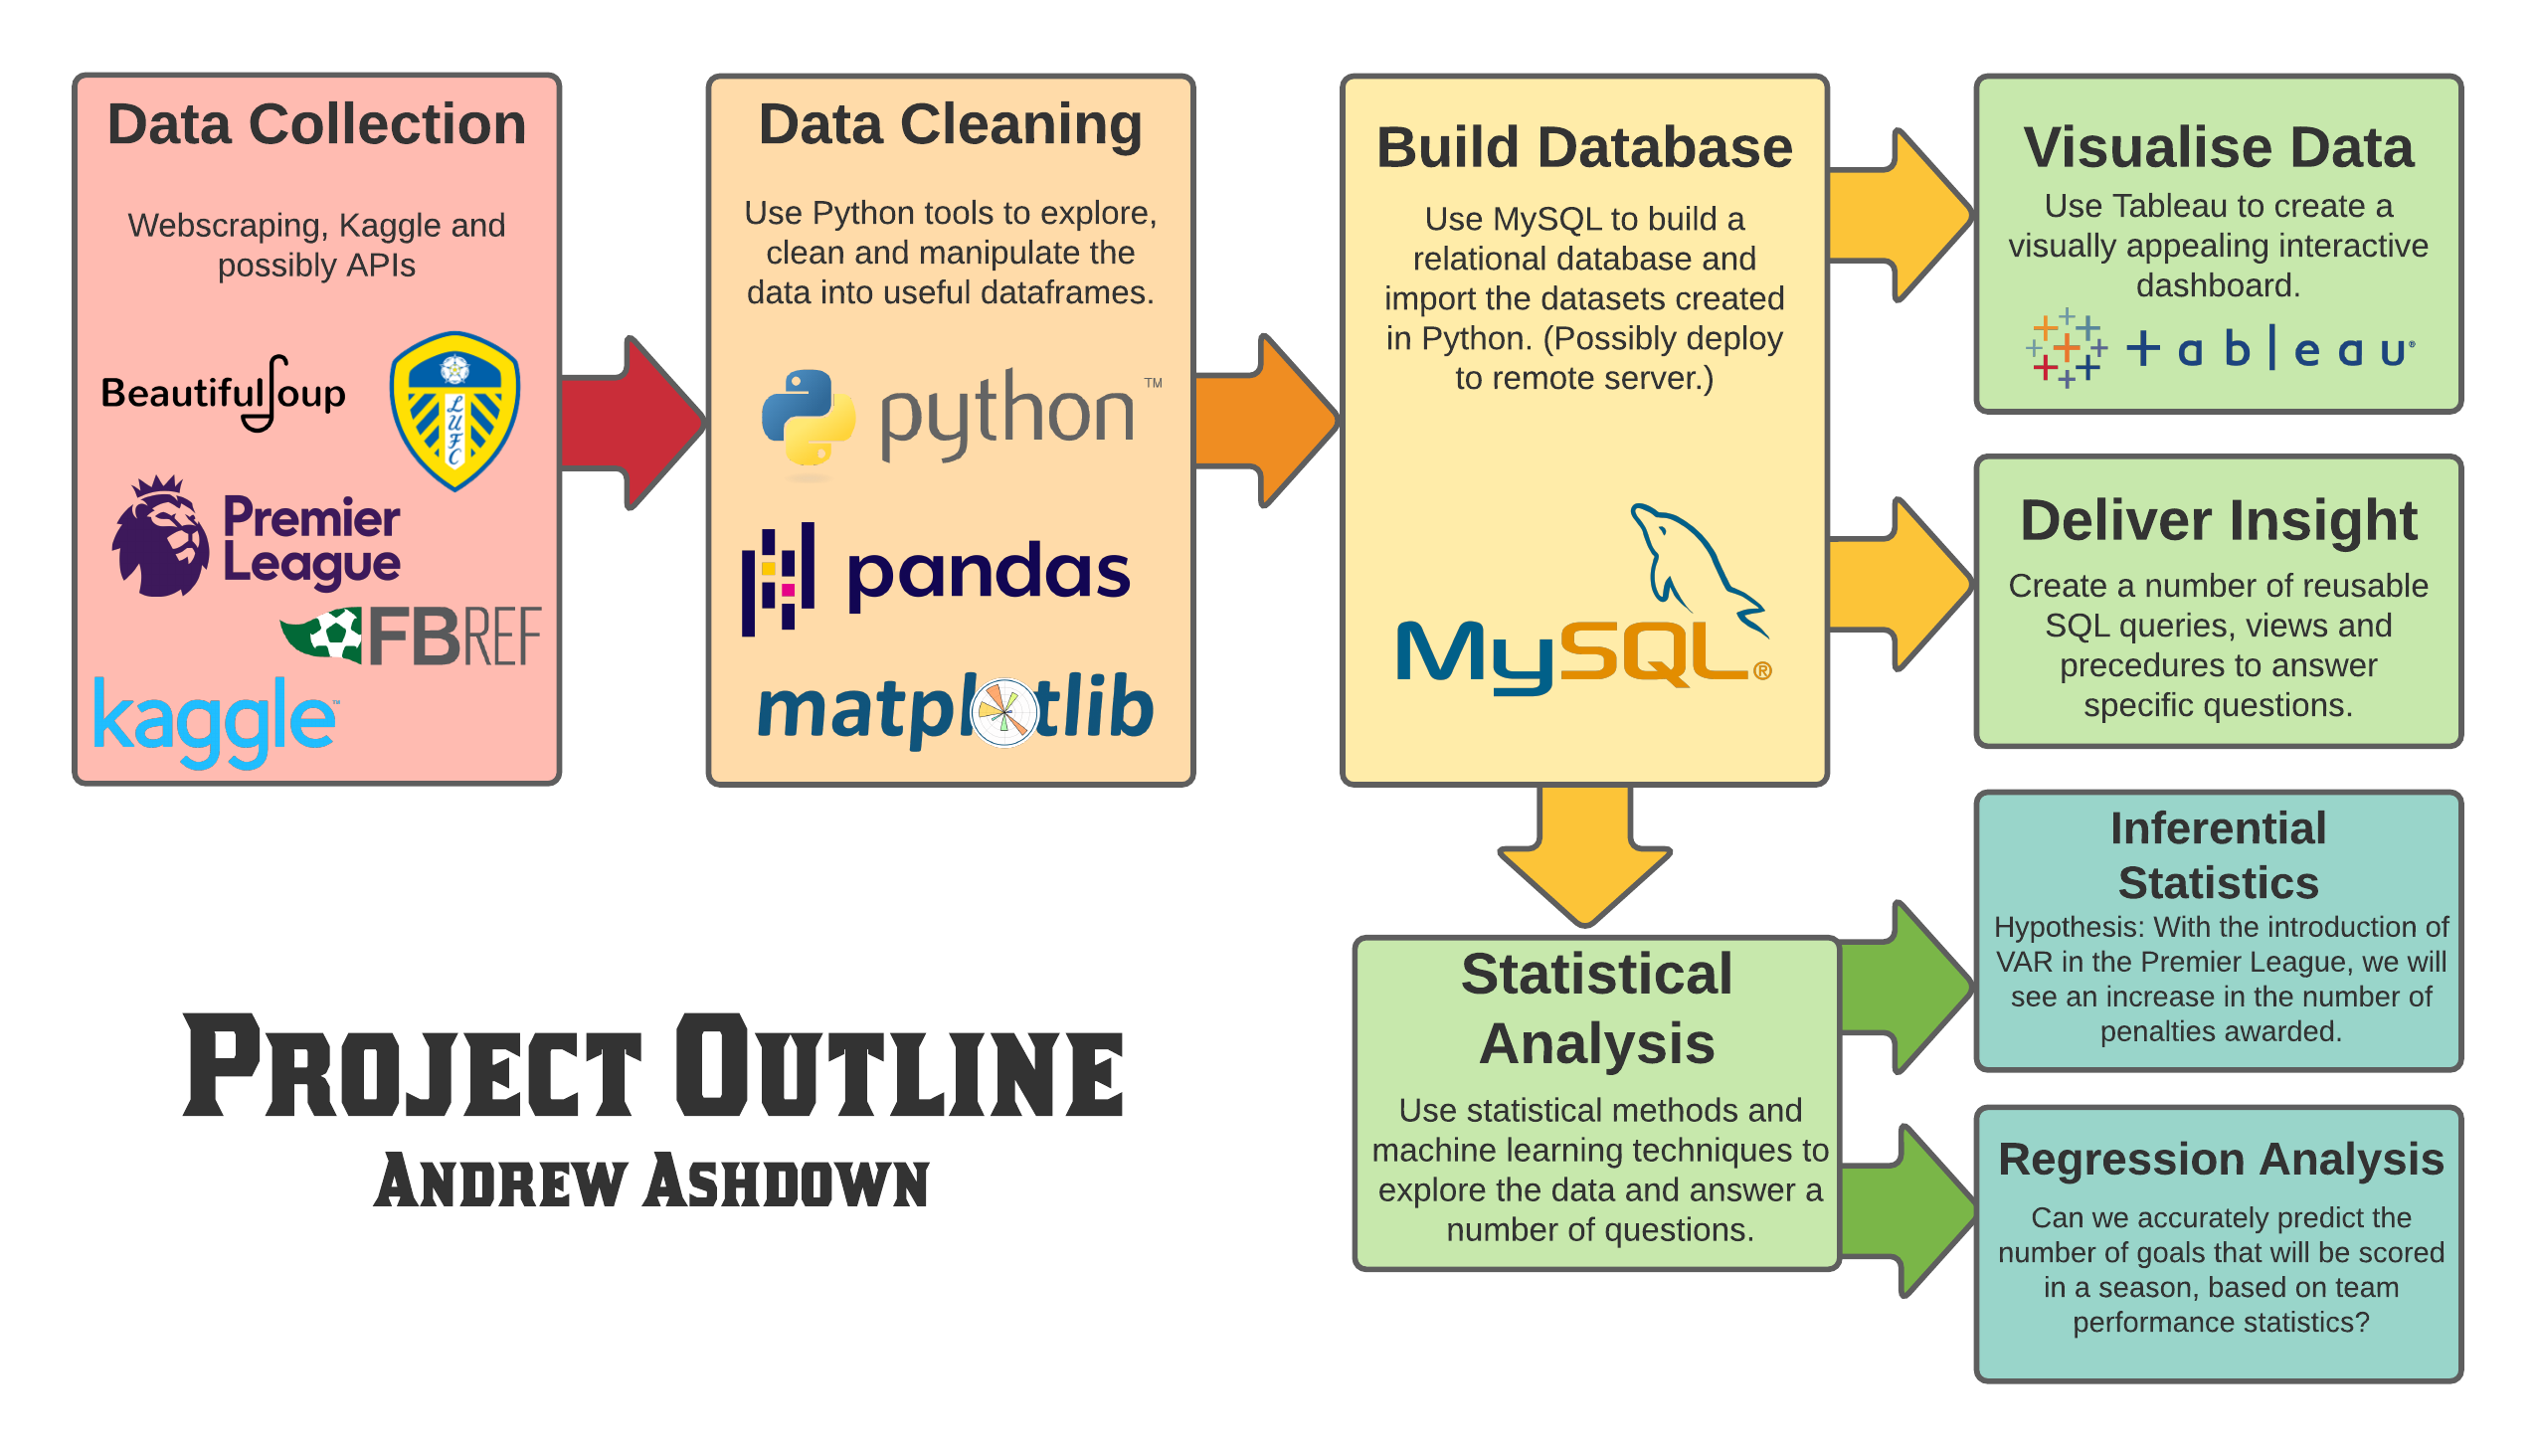 Data Collection
Webscraping, Kaggle and
possibly APIs
BeautifulSoup
LUFC
Premier
League
FBREF
kaggle™
Data Cleaning
Use Python tools to explore,
clean and manipulate the
data into useful dataframes.
python™
pandas
matplotlib
Build Database
Use MySQL to build a
relational database and
import the datasets created
in Python. (Possibly deploy
to remote server.)
MySQL®
Visualise Data
Use Tableau to create a
visually appealing interactive
dashboard.
+ableau®
Deliver Insight
Create a number of reusable
SQL queries, views and
precedures to answer
specific questions.
Statistical
Analysis
Use statistical methods and
machine learning techniques to
explore the data and answer a
number of questions.
Inferential
Statistics
Hypothesis: With the introduction of
VAR in the Premier League, we will
see an increase in the number of
penalties awarded.
Regression Analysis
Can we accurately predict the
number of goals that will be scored
in a season, based on team
performance statistics?
Project Outline
Andrew Ashdown